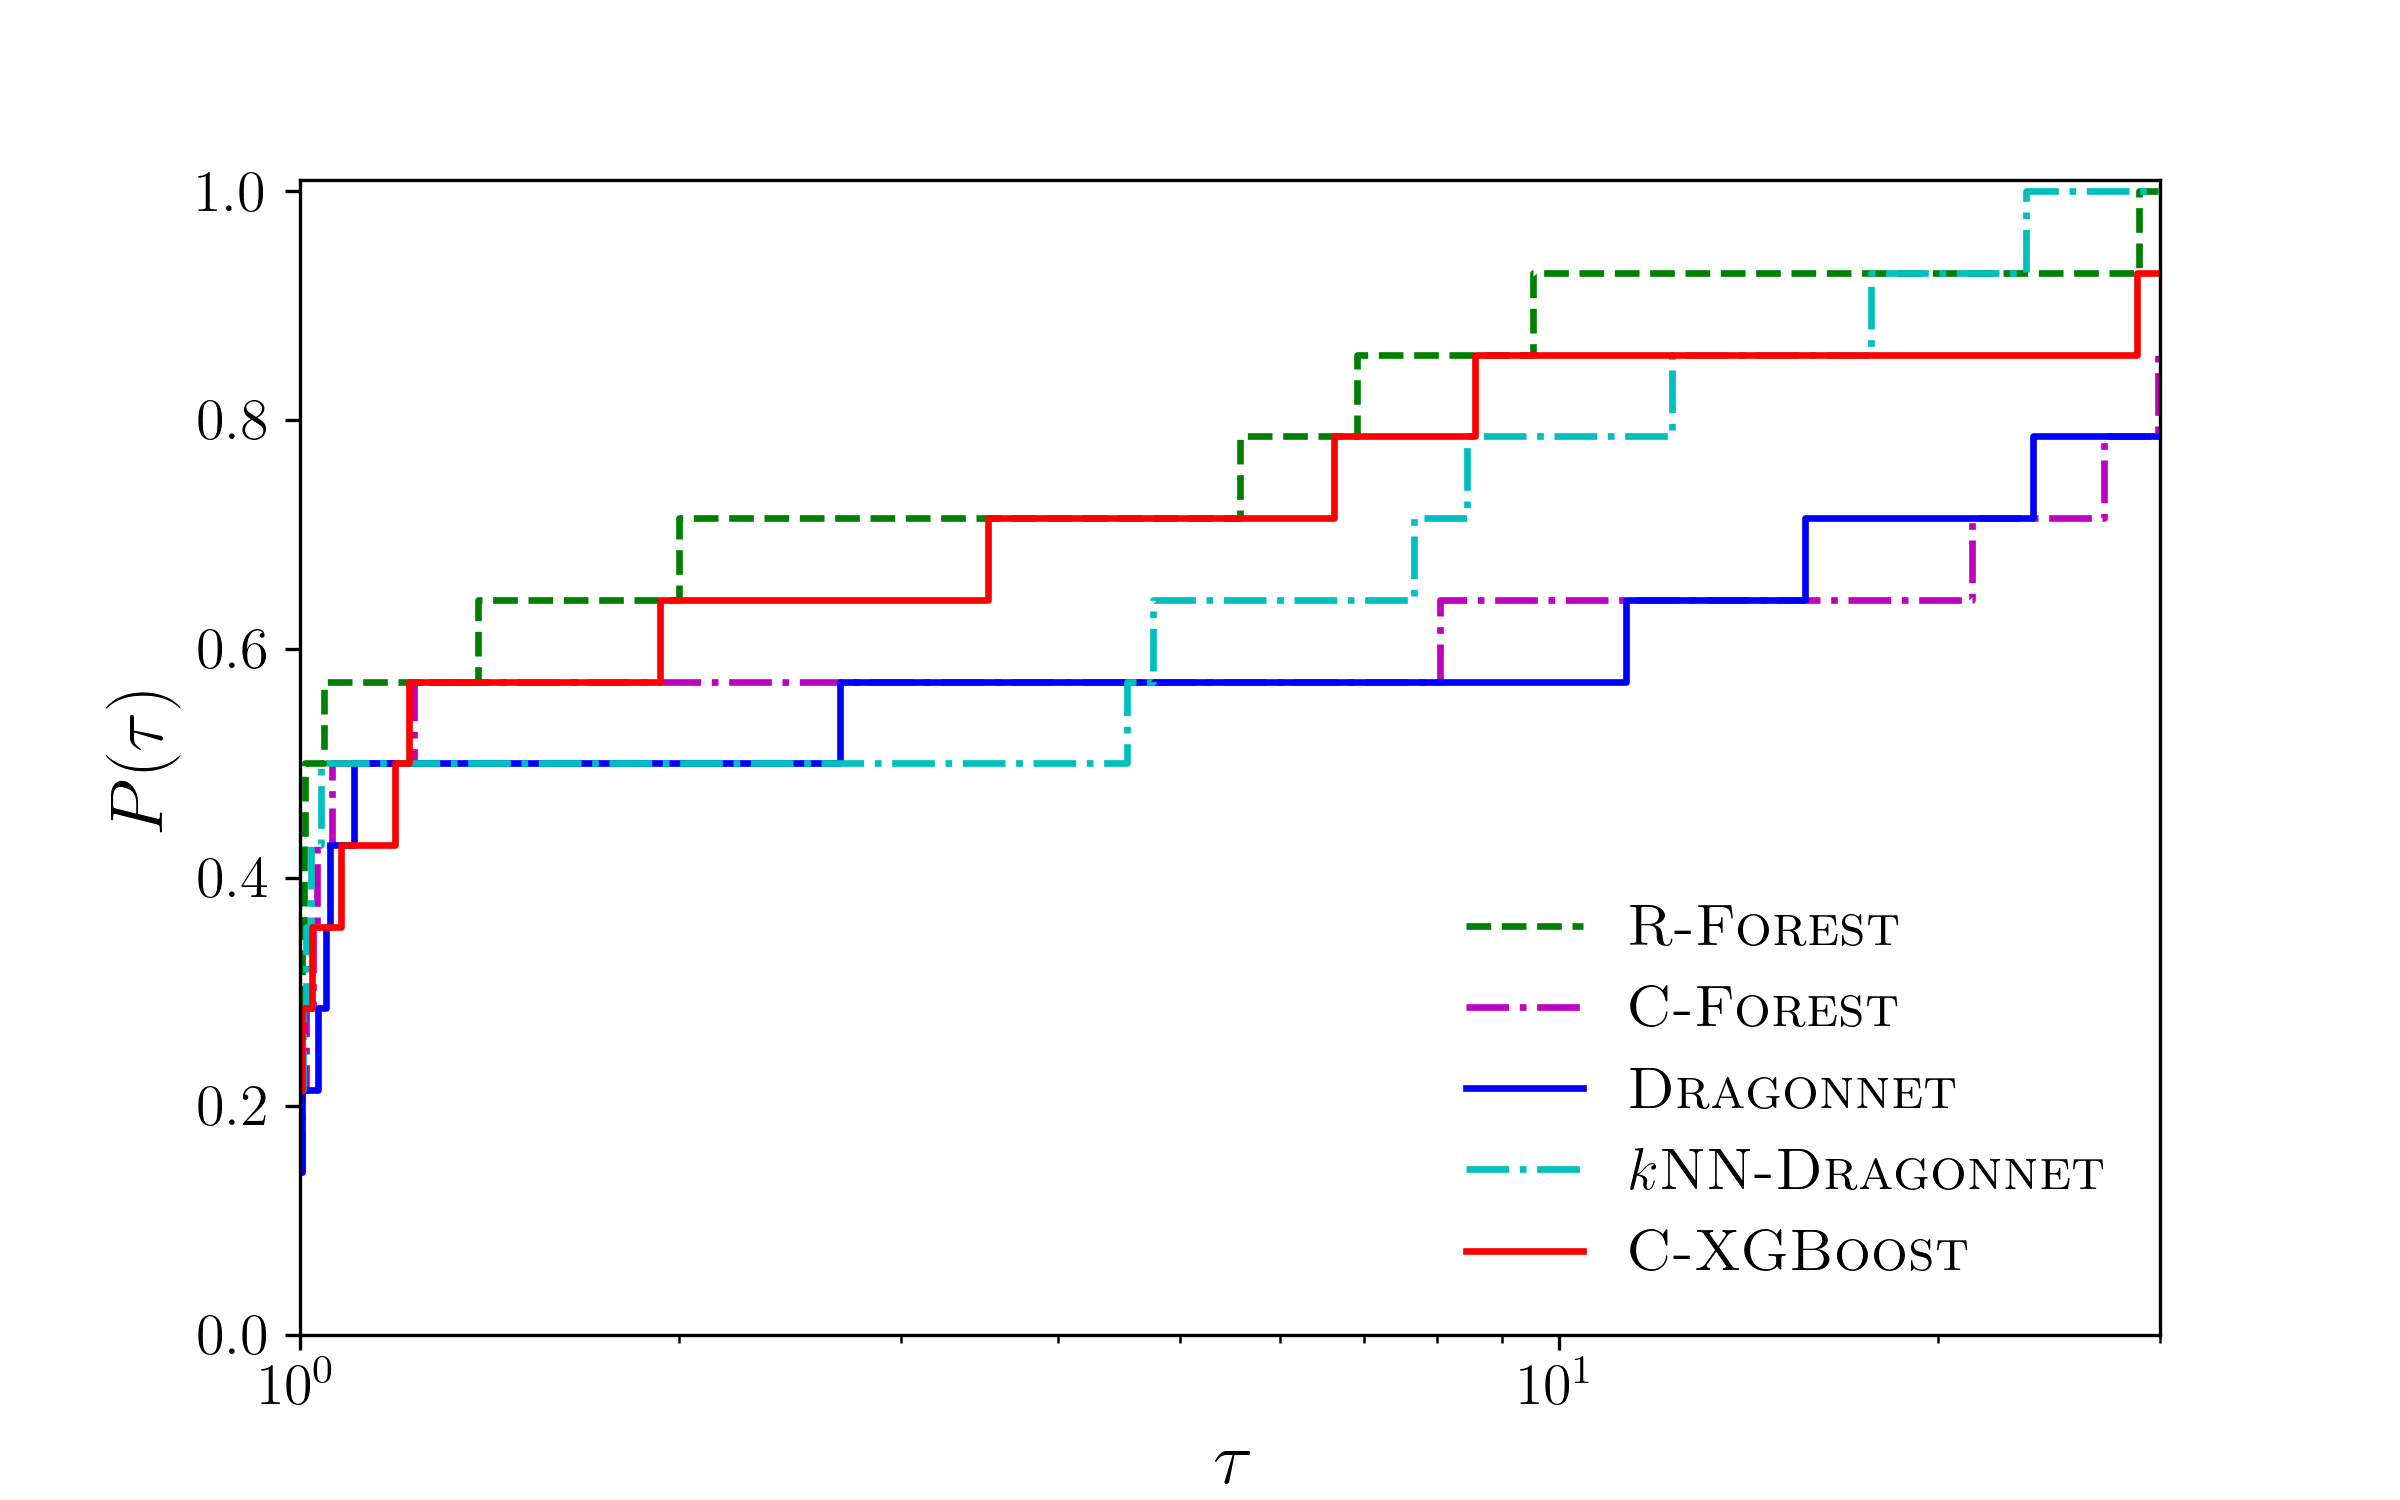 1.0
0.8
0.6
0.4
0.2
0.0
P(τ)
10⁰
10¹
τ
R-Forest
C-Forest
Dragonnet
kNN-Dragonnet
C-XGBoost